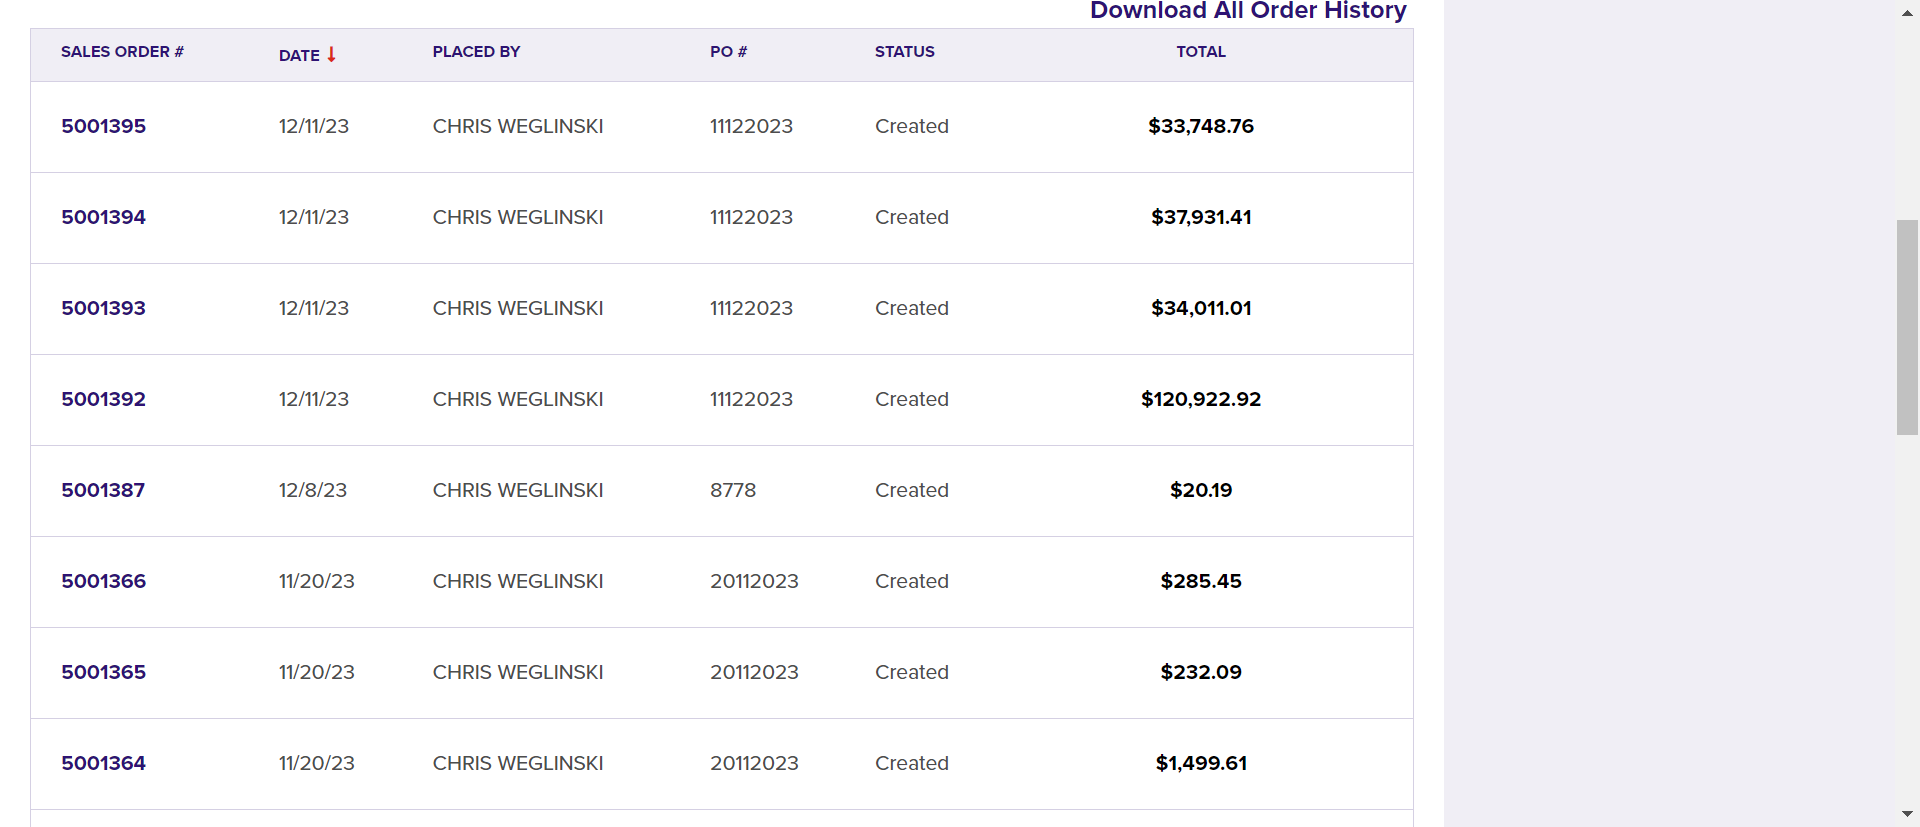 Download All Order History
SALES ORDER # DATE PLACED BY PO # STATUS TOTAL
5001395 12/11/23 CHRIS WEGLINSKI 11122023 Created $33,748.76
5001394 12/11/23 CHRIS WEGLINSKI 11122023 Created $37,931.41
5001393 12/11/23 CHRIS WEGLINSKI 11122023 Created $34,011.01
5001392 12/11/23 CHRIS WEGLINSKI 11122023 Created $120,922.92
5001387 12/8/23 CHRIS WEGLINSKI 8778 Created $20.19
5001366 11/20/23 CHRIS WEGLINSKI 20112023 Created $285.45
5001365 11/20/23 CHRIS WEGLINSKI 20112023 Created $232.09
5001364 11/20/23 CHRIS WEGLINSKI 20112023 Created $1,499.61